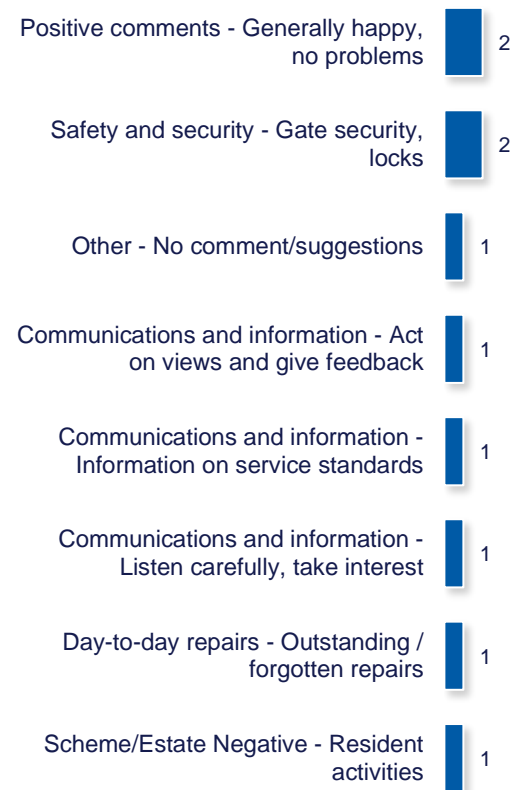 Positive comments - Generally happy,
no problems
2
Safety and security - Gate security,
locks
2
Other - No comment/suggestions
1
Communications and information - Act
on views and give feedback
1
Communications and information -
Information on service standards
1
Communications and information -
Listen carefully, take interest
1
Day-to-day repairs - Outstanding /
forgotten repairs
1
Scheme/Estate Negative - Resident
activities
1